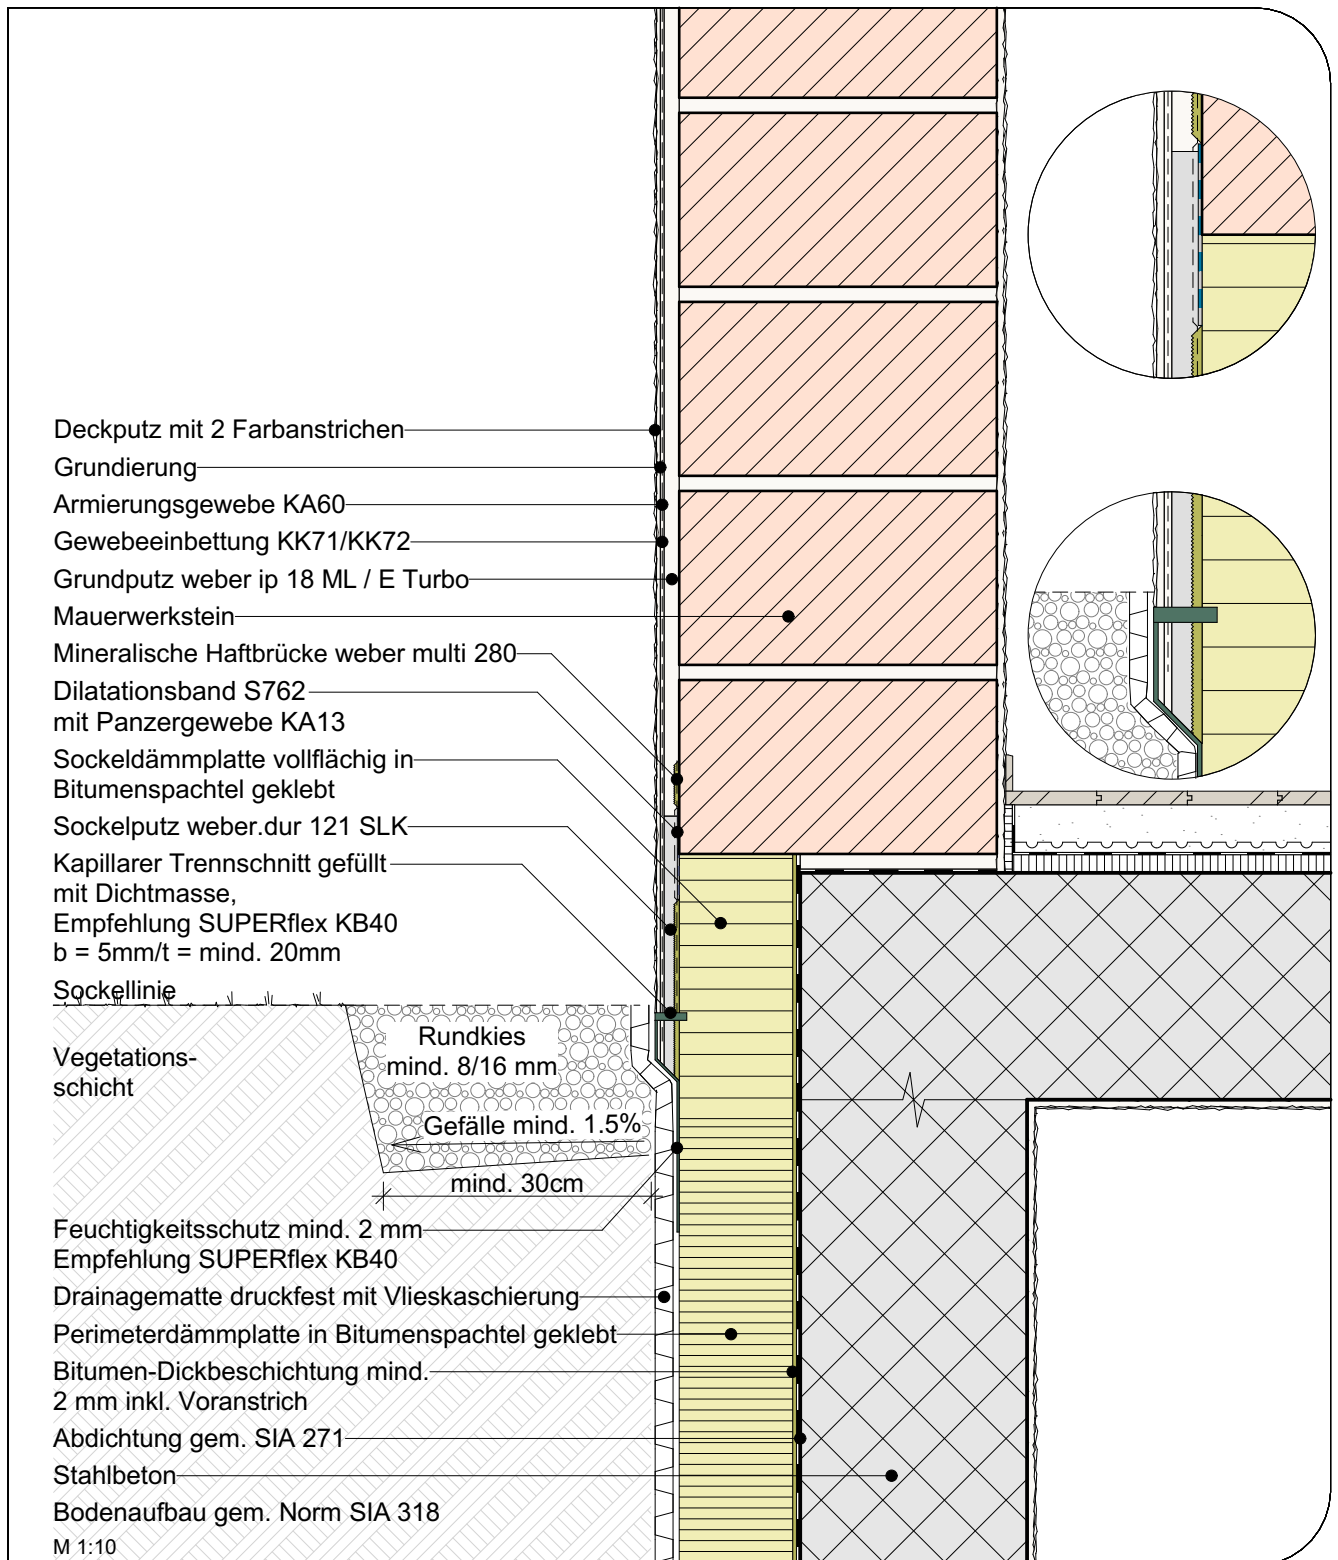 Deckputz mit 2 Farbanstrichen
Grundierung
Armierungsgewebe KA60
Gewebeeinbettung KK71/KK72
Grundputz weber ip 18 ML / E Turbo
Mauerwerkstein
Mineralische Haftbrücke weber multi 280
Dilatationsband S762
mit Panzergewebe KA13
Sockeldämmplatte vollflächig in
Bitumenspachtel geklebt
Sockelputz weber.dur 121 SLK
Kapillarer Trennschnitt gefüllt
mit Dichtmasse,
Empfehlung SUPERflex KB40
b = 5mm/t = mind. 20mm
Sockellinie
Rundkies
mind. 8/16 mm
Vegetations-
schicht
Gefälle mind. 1.5%
mind. 30cm
Feuchtigkeitsschutz mind. 2 mm
Empfehlung SUPERflex KB40
Drainagematte druckfest mit Vlieskaschierung
Perimeterdämmplatte in Bitumenspachtel geklebt
Bitumen-Dickbeschichtung mind.
2 mm inkl. Voranstrich
Abdichtung gem. SIA 271
Stahlbeton
Bodenaufbau gem. Norm SIA 318
M 1:10